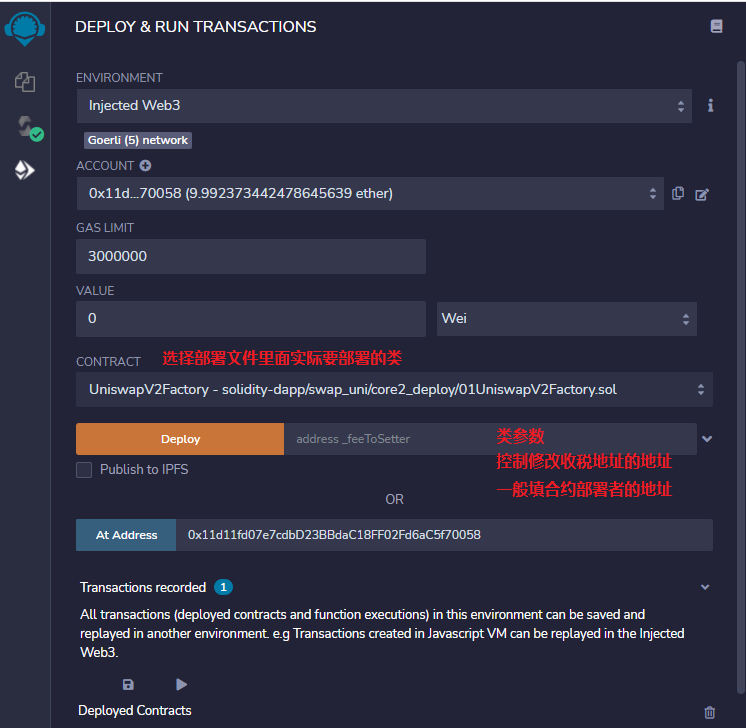 DEPLOY & RUN TRANSACTIONS
ENVIRONMENT
Injected Web3
Goerli (5) network
ACCOUNT
0x11d...70058 (9.992373442478645639 ether)
GAS LIMIT
3000000
VALUE
0
Wei
CONTRACT
选择部署文件里面实际要部署的类
UniswapV2Factory - solidity-dapp/swap_uni/core2_deploy/01UniswapV2Factory.sol
Deploy
address _feeToSetter
类参数
控制修改收税地址的地址
Publish to IPFS
一般填合约部署者的地址
OR
At Address
0x11d11fd07e7cdbD23BBdaC18FF02Fd6aC5f70058
Transactions recorded 1
All transactions (deployed contracts and function executions) in this environment can be saved and
replayed in another environment. e.g Transactions created in Javascript VM can be replayed in the Injected
Web3.
Deployed Contracts